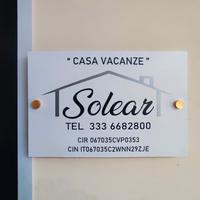 " CASA VACANZE "
Solear
TEL 333 6682800
CIR 067035CVP0353
CIN IT067035C2WNN29ZJE